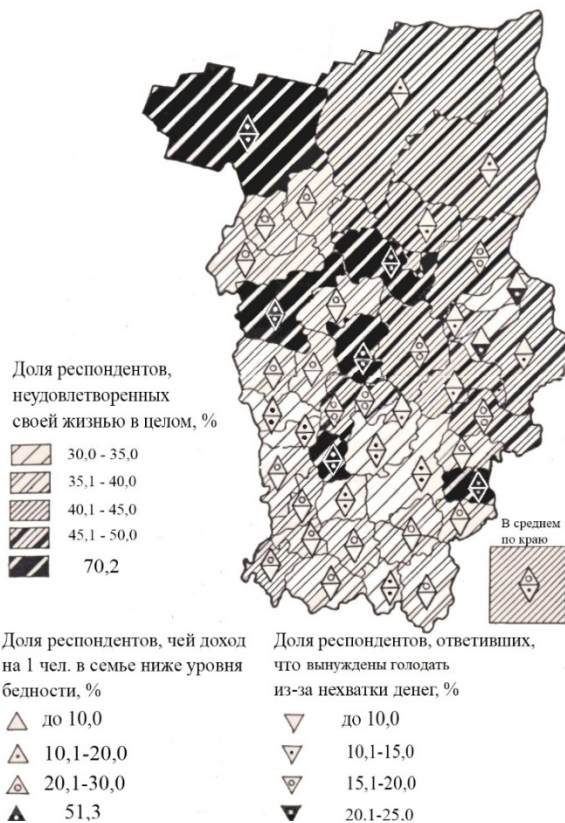 В среднем
по краю
Доля респондентов,
неудовлетворенных
своей жизнью в целом, %
30,0 - 35,0
35,1 - 40,0
40,1 - 45,0
45,1 - 50,0
70,2
Доля респондентов, чей доход
на 1 чел. в семье ниже уровня
бедности, %
до 10,0
10,1-20,0
20,1-30,0
51,3
Доля респондентов, ответивших,
что вынуждены голодать
из-за нехватки денег, %
до 10,0
10,1-15,0
15,1-20,0
20,1-25,0